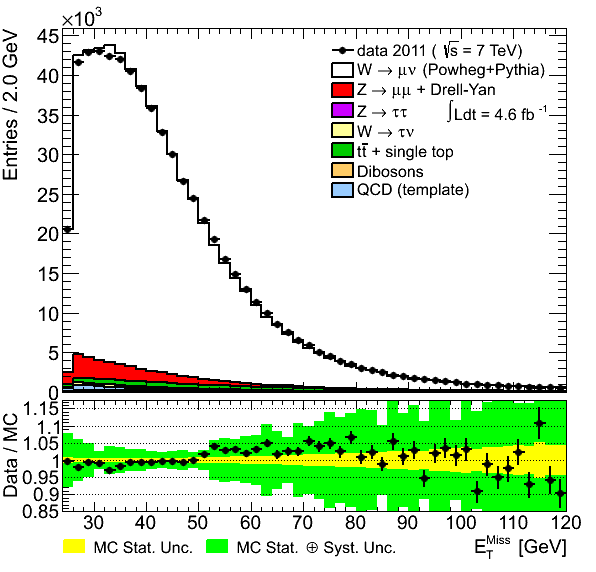 ×10³
Entries / 2.0 GeV
45
40
35
30
25
20
15
10
5
0
data 2011 ( √s = 7 TeV)
W → μν (Powheg+Pythia)
Z → μμ + Drell-Yan
Z → ττ ∫Ldt = 4.6 fb⁻¹
W → τν
tt̄ + single top
Dibosons
QCD (template)
Data / MC
1.15
1.1
1.05
1
0.95
0.9
0.85
30 40 50 60 70 80 90 100 110 120
MC Stat. Unc. MC Stat. ⊕ Syst. Unc. E_T^Miss [GeV]